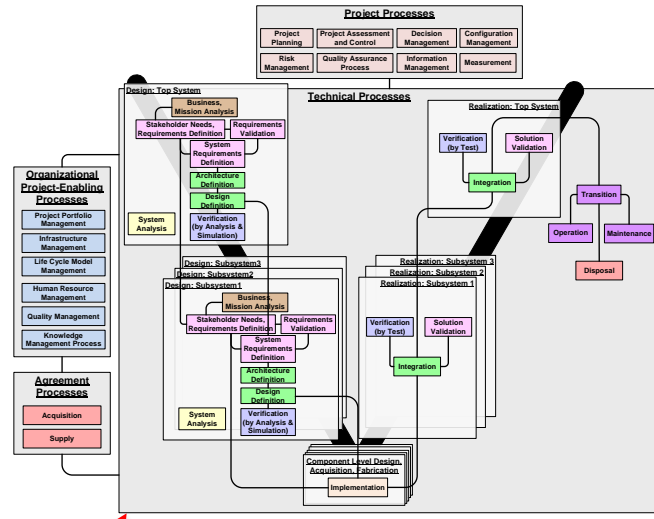 Project Processes
Project
Planning
Project Assessment
and Control
Decision
Management
Configuration
Management
Risk
Management
Quality Assurance
Process
Information
Management
Measurement
Technical Processes
Design: Top System
Business,
Mission Analysis
Stakeholder Needs,
Requirements Definition
Requirements
Validation
System
Requirements
Definition
Architecture
Definition
Design
Definition
System
Analysis
Verification
(by Analysis &
Simulation)
Realization: Top System
Verification
(by Test)
Solution
Validation
Integration
Transition
Operation
Maintenance
Disposal
Organizational
Project-Enabling
Processes
Project Portfolio
Management
Infrastructure
Management
Life Cycle Model
Management
Human Resource
Management
Quality Management
Knowledge
Management Process
Agreement
Processes
Acquisition
Supply
Design: Subsystem3
Design: Subsystem2
Design: Subsystem1
Business,
Mission Analysis
Stakeholder Needs,
Requirements Definition
Requirements
Validation
System
Requirements
Definition
Architecture
Definition
Design
Definition
System
Analysis
Verification
(by Analysis &
Simulation)
Realization: Subsystem 3
Realization: Subsystem 2
Realization: Subsystem 1
Verification
(by Test)
Solution
Validation
Integration
Component Level Design,
Acquisition, Fabrication
Implementation